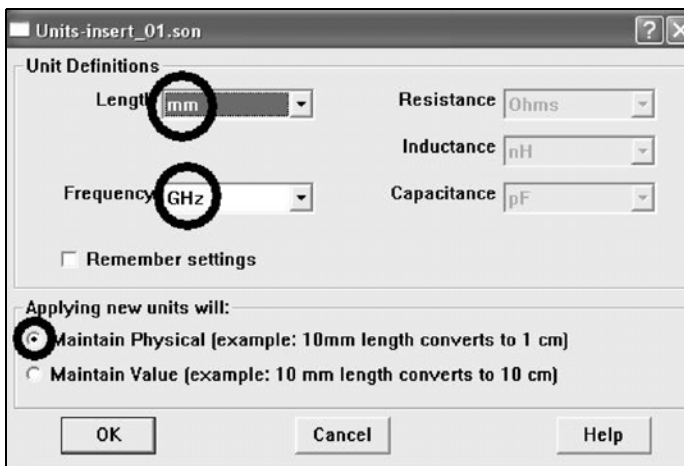 Units-insert_01.son
Unit Definitions
Length mm Resistance Ohms
Inductance nH
Frequency GHz Capacitance pF
Remember settings
Applying new units will:
Maintain Physical (example: 10mm length converts to 1 cm)
Maintain Value (example: 10 mm length converts to 10 cm)
OK Cancel Help